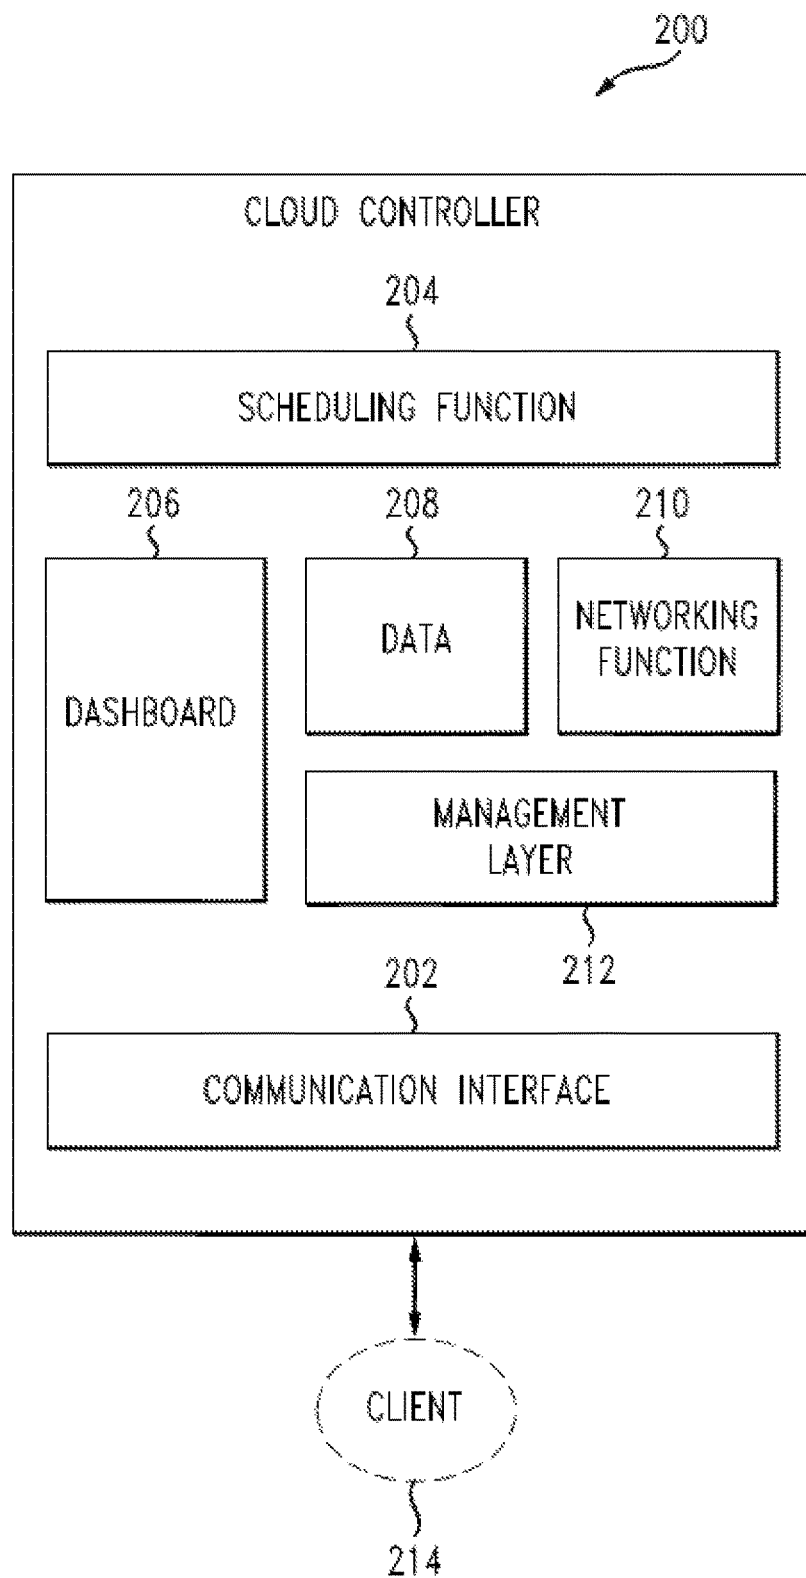 200
CLOUD CONTROLLER
204
SCHEDULING FUNCTION
206
208
210
DASHBOARD
DATA
NETWORKING
FUNCTION
MANAGEMENT
LAYER
212
202
COMMUNICATION INTERFACE
CLIENT
214